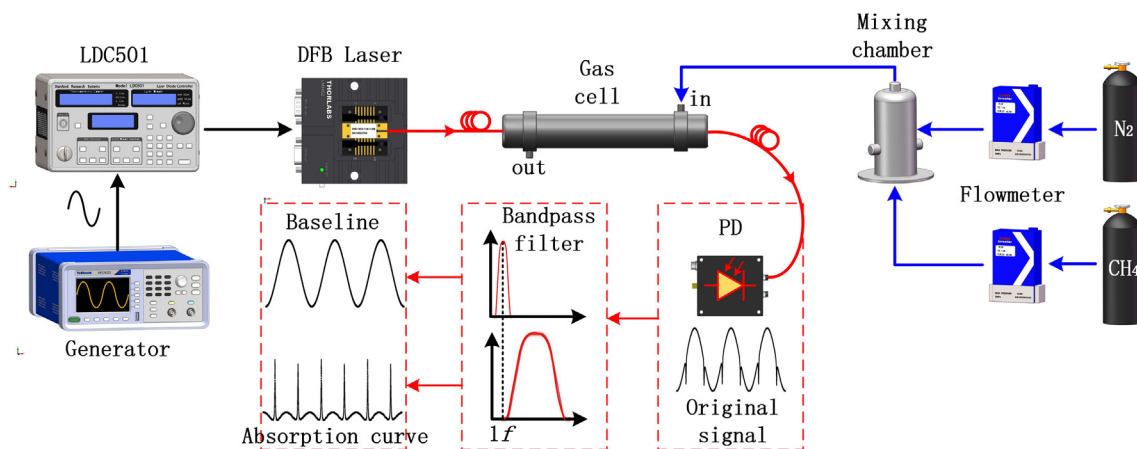 LDC501
DFB Laser
THORLABS
Gas
cell
in
out
Mixing
chamber
N2
Flowmeter
CH4
Generator
Baseline
Absorption curve
Bandpass
filter
1f
PD
Original
signal